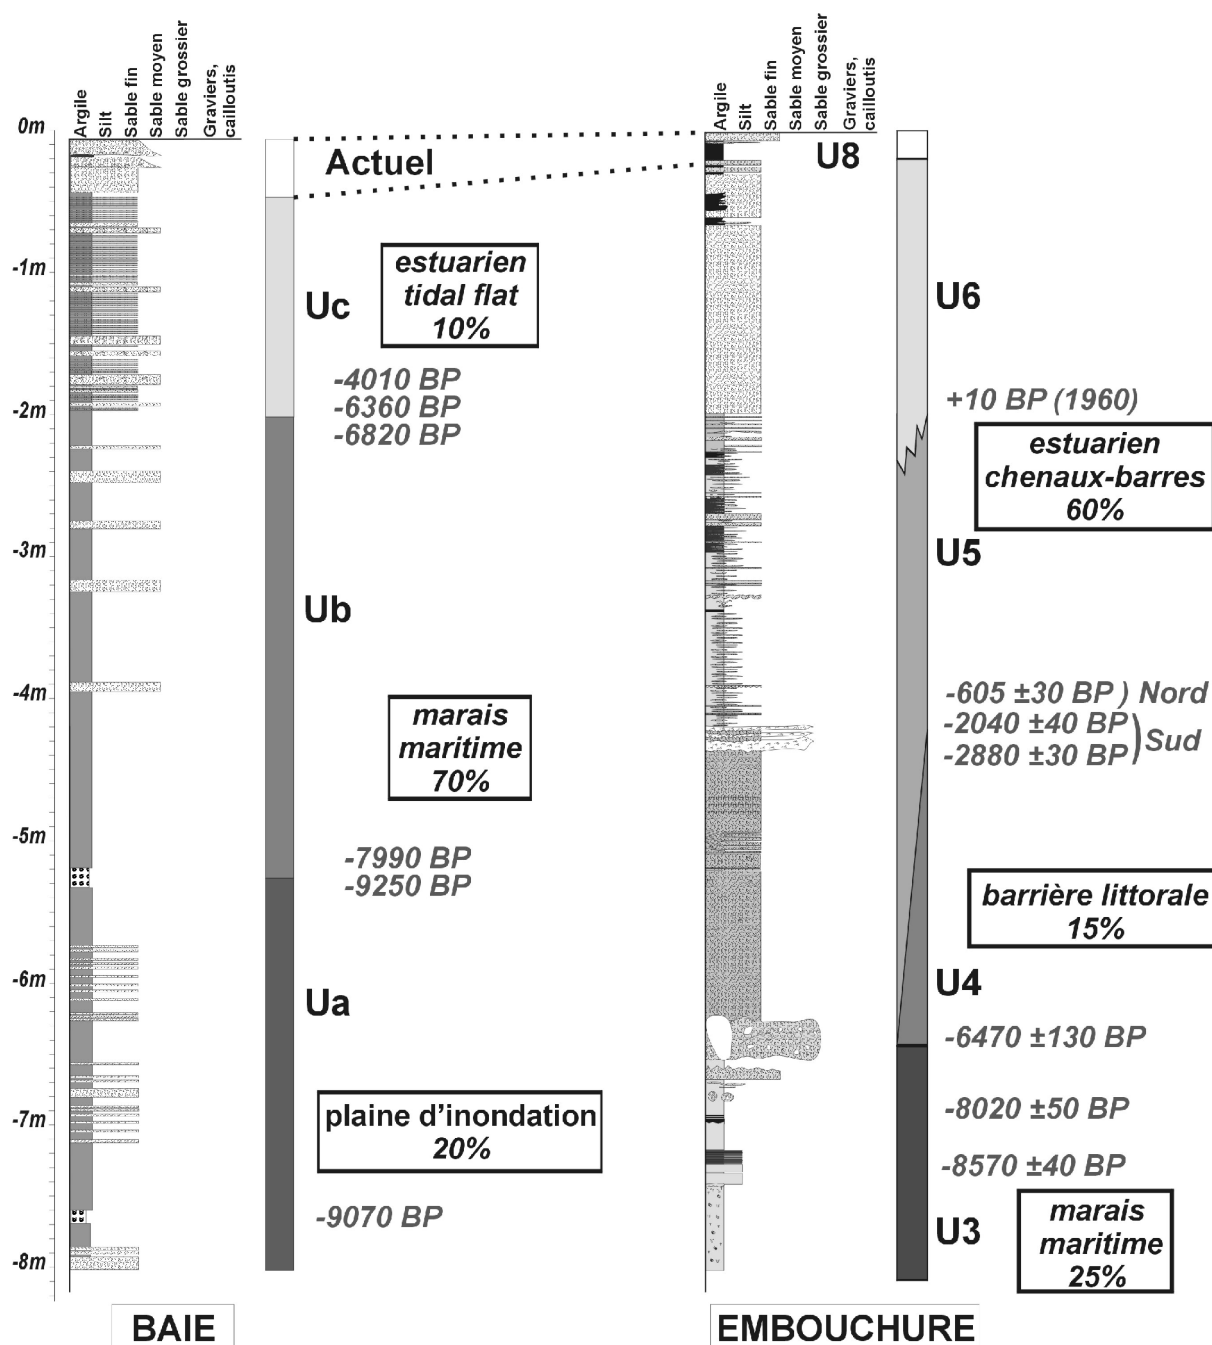 Argile
Silt
Sable fin
Sable moyen
Sable grossier
Graviers,
cailloutis
Argile
Silt
Sable fin
Sable moyen
Sable grossier
Graviers,
cailloutis
0m
-1m
-2m
-3m
-4m
-5m
-6m
-7m
-8m
Actuel
Uc
estuarien
tidal flat
10%
-4010 BP
-6360 BP
-6820 BP
Ub
marais
maritime
70%
-7990 BP
-9250 BP
Ua
plaine d'inondation
20%
-9070 BP
BAIE
U8
U6
+10 BP (1960)
estuarien
chenaux-barres
60%
U5
-605 ±30 BP ) Nord
-2040 ±40 BP
-2880 ±30 BP
) Sud
barrière littorale
15%
U4
-6470 ±130 BP
-8020 ±50 BP
-8570 ±40 BP
U3
marais
maritime
25%
EMBOUCHURE